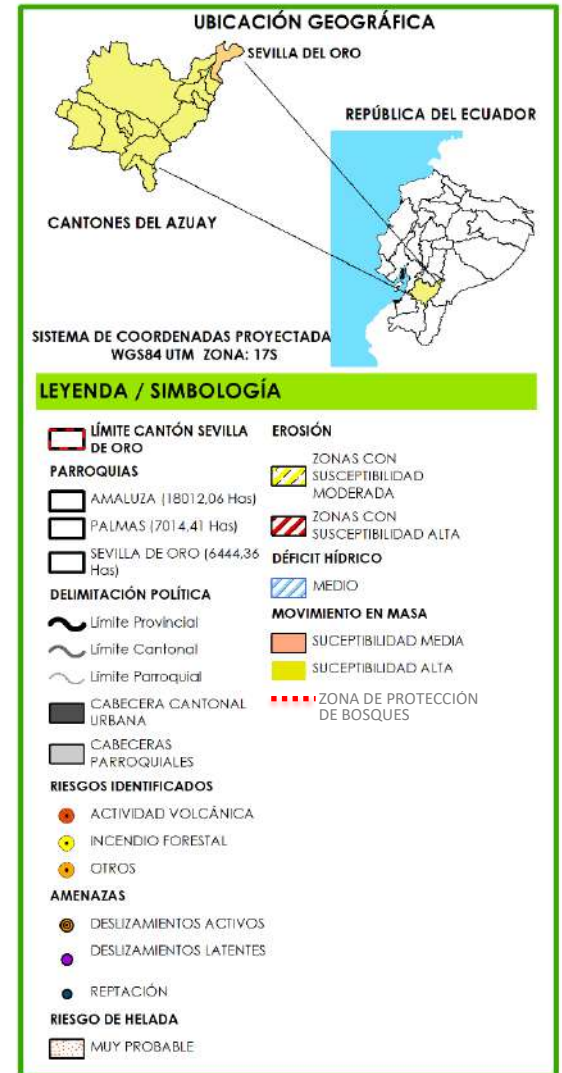 UBICACIÓN GEOGRÁFICA
SEVILLA DEL ORO
REPÚBLICA DEL ECUADOR
CANTONES DEL AZUAY
SISTEMA DE COORDENADAS PROYECTADA
WGS84 UTM ZONA: 17S
LEYENDA / SIMBOLOGÍA
LÍMITE CANTÓN SEVILLA
DE ORO
PARROQUIAS
AMALUZA (18012,06 Has)
PALMAS (7014,41 Has)
SEVILLA DE ORO (6444,36
Has)
DELIMITACIÓN POLÍTICA
Límite Provincial
Límite Cantonal
Límite Parroquial
CABECERA CANTONAL
URBANA
CABECERAS
PARROQUIALES
RIESGOS IDENTIFICADOS
ACTIVIDAD VOLCÁNICA
INCENDIO FORESTAL
OTROS
AMENAZAS
DESLIZAMIENTOS ACTIVOS
DESLIZAMIENTOS LATENTES
REPTACIÓN
RIESGO DE HELADA
MUY PROBABLE
EROSIÓN
ZONAS CON
SUSCEPTIBILIDAD
MODERADA
ZONAS CON
SUSCEPTIBILIDAD ALTA
DÉFICIT HÍDRICO
MEDIO
MOVIMIENTO EN MASA
SUCEPTIBILIDAD MEDIA
SUCEPTIBILIDAD ALTA
ZONA DE PROTECCIÓN
DE BOSQUES